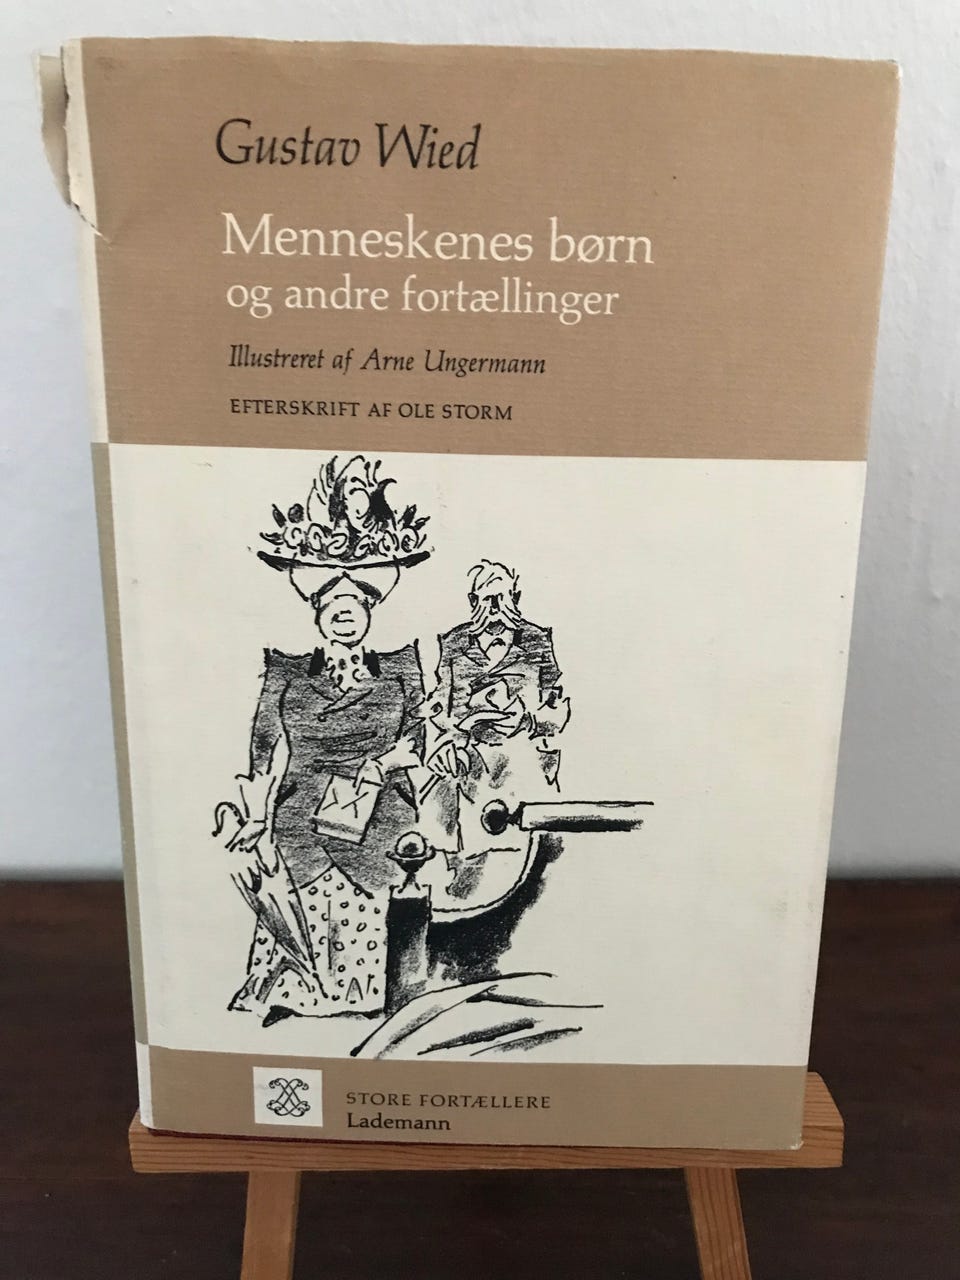 Gustav Wied
Menneskenes børn
og andre fortællinger
Illustreret af Arne Ungermann
EFTERSKRIFT AF OLE STORM
STORE FORTÆLLERE
Lademann